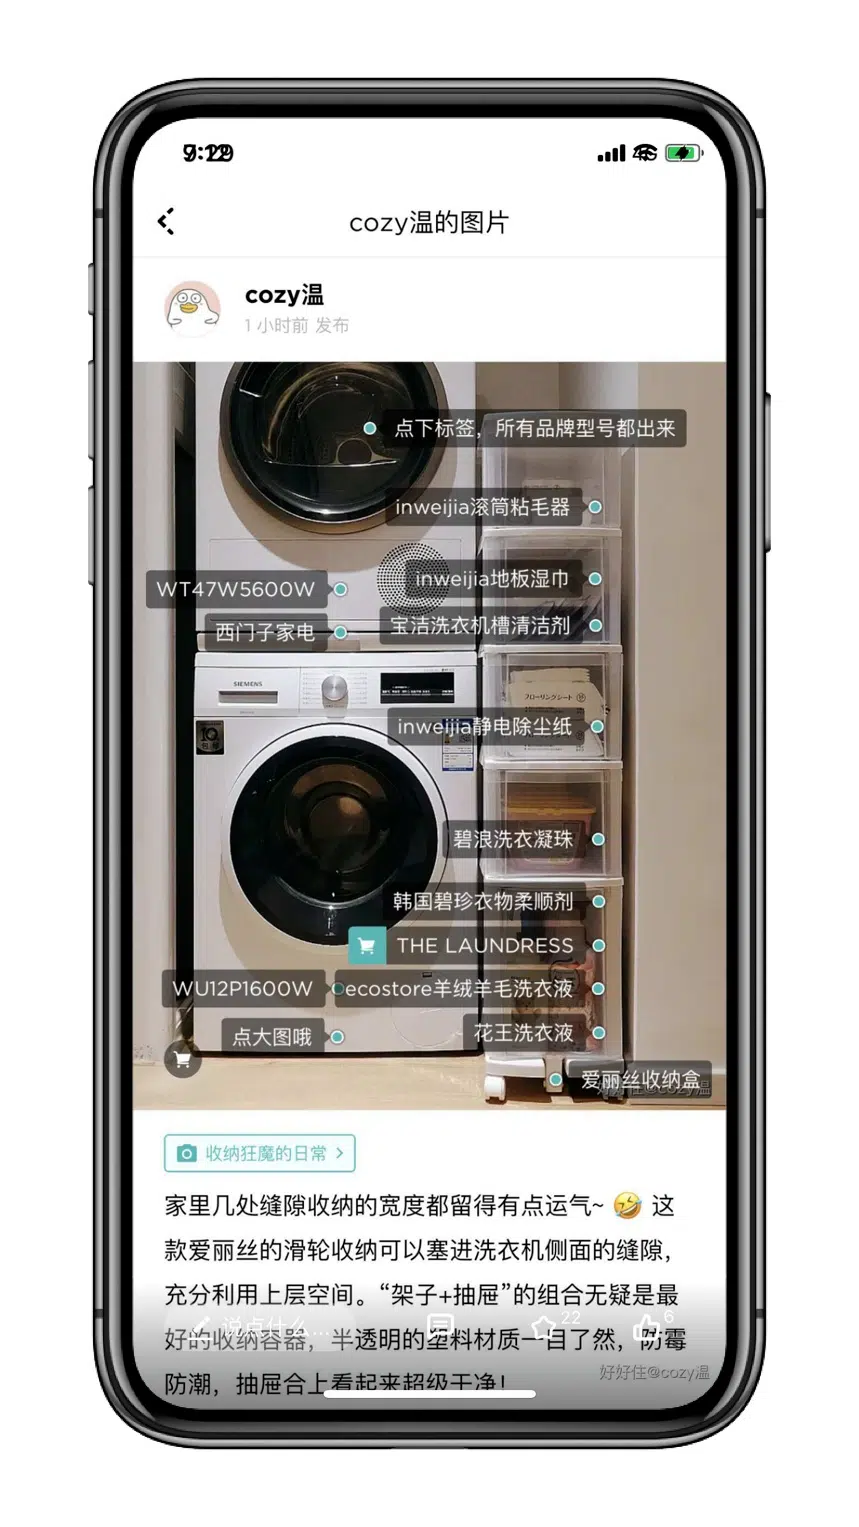 cozy温的图片
cozy温
1 小时前 发布
点下标签，所有品牌型号都出来
inweijia滚筒粘毛器
inweijia地板湿巾
WT47W5600W
宝洁洗衣机槽清洁剂
西门子家电
SIEMENS
フローリングシート
inweijia静电除尘纸
碧浪洗衣凝珠
韩国碧珍衣物柔顺剂
THE LAUNDRESS
WU12P1600W
ecostore羊绒羊毛洗衣液
点大图哦
花王洗衣液
爱丽丝收纳盒
好好住@cozy温
收纳狂魔的日常
家里几处缝隙收纳的宽度都留得有点运气~ 🤣 这
款爱丽丝的滑轮收纳可以塞进洗衣机侧面的缝隙，
充分利用上层空间。“架子+抽屉”的组合无疑是最
说点什么...
22
6
好的收纳容器，半透明的塑料材质一目了然，防霉
好好住@cozy温
防潮，抽屉合上看起来超级干净！